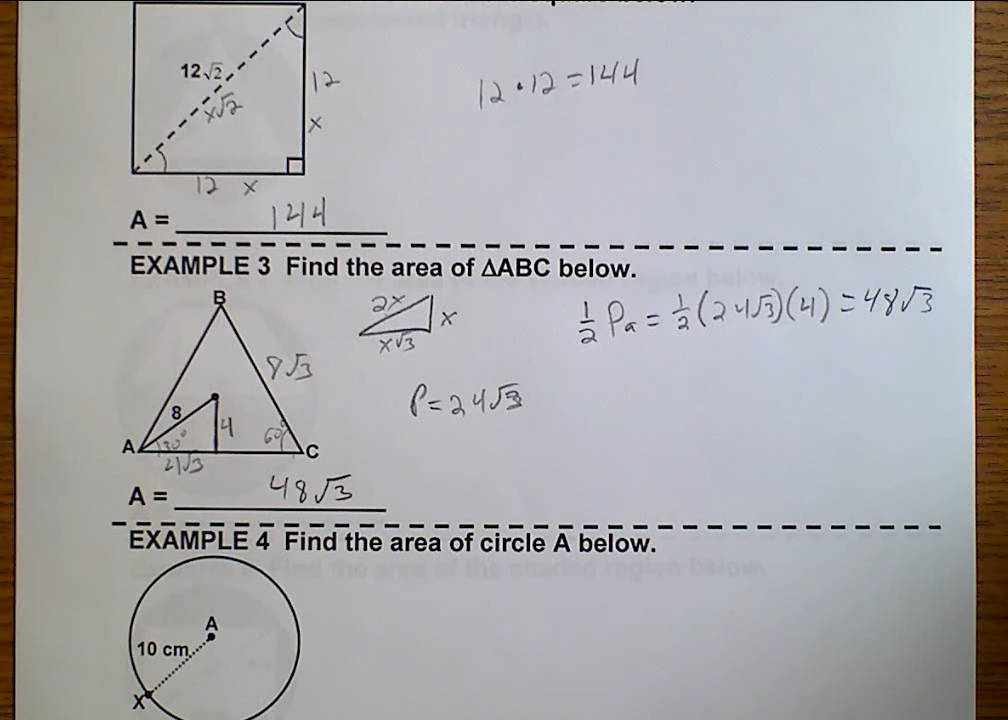 12√2
x√2
12
x
12 x
12 • 12 = 144
A = 144
EXAMPLE 3 Find the area of ∆ABC below.
B
2x
x
x√3
½ Pa = ½ (24√3)(4) = 48√3
8√3
P = 24√3
8
4
A
30°
60°
C
4√3
A = 48√3
EXAMPLE 4 Find the area of circle A below.
A
10 cm
X